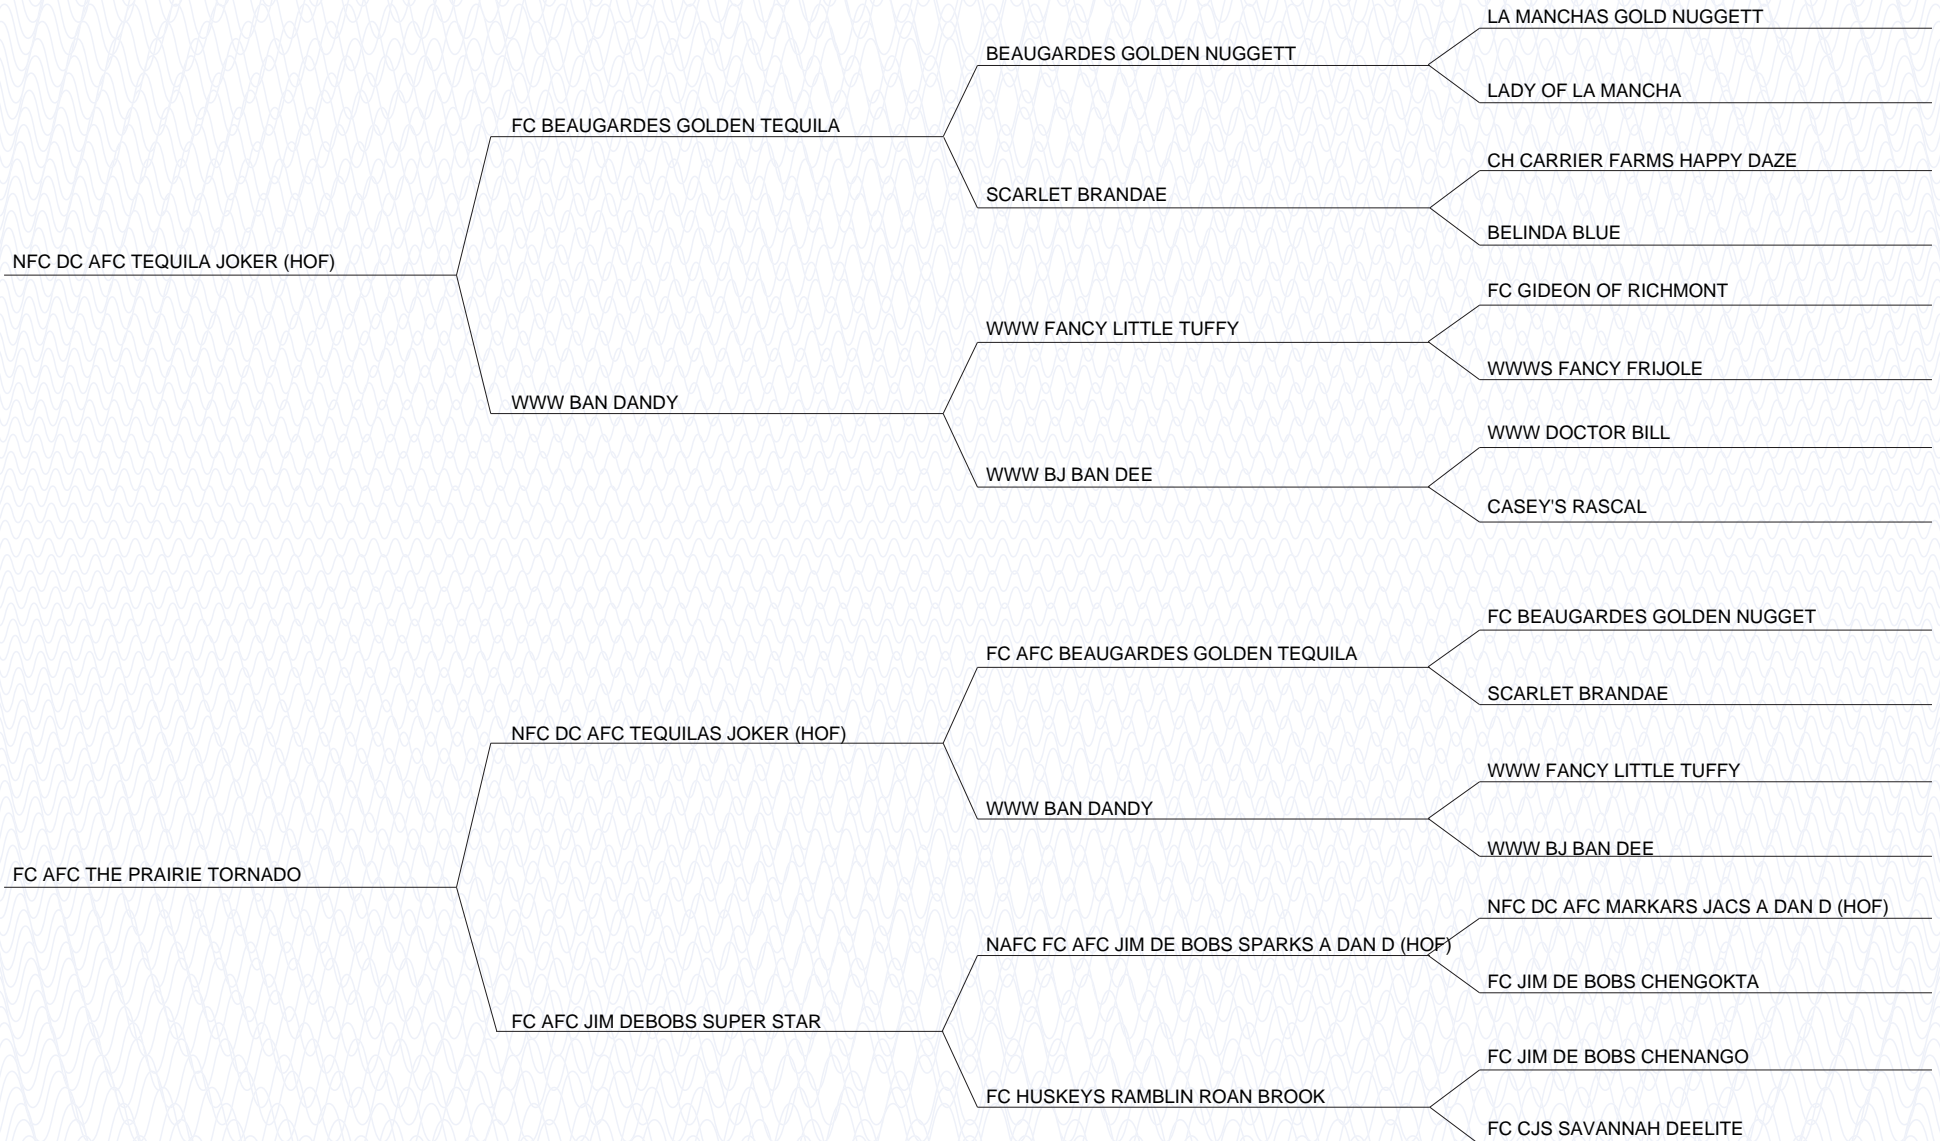 LA MANCHAS GOLD NUGGETT
BEAUGARDES GOLDEN NUGGETT
LADY OF LA MANCHA
FC BEAUGARDES GOLDEN TEQUILA
CH CARRIER FARMS HAPPY DAZE
SCARLET BRANDAE
BELINDA BLUE
NFC DC AFC TEQUILA JOKER (HOF)
FC GIDEON OF RICHMONT
WWW FANCY LITTLE TUFFY
WWWS FANCY FRIJOLE
WWW BAN DANDY
WWW DOCTOR BILL
WWW BJ BAN DEE
CASEY'S RASCAL
FC BEAUGARDES GOLDEN NUGGET
FC AFC BEAUGARDES GOLDEN TEQUILA
SCARLET BRANDAE
NFC DC AFC TEQUILAS JOKER (HOF)
WWW FANCY LITTLE TUFFY
WWW BAN DANDY
WWW BJ BAN DEE
FC AFC THE PRAIRIE TORNADO
NFC DC AFC MARKARS JACS A DAN D (HOF)
NAFC FC AFC JIM DE BOBS SPARKS A DAN D (HOF)
FC JIM DE BOBS CHENGOKTA
FC AFC JIM DEBOBS SUPER STAR
FC JIM DE BOBS CHENANGO
FC HUSKEYS RAMBLIN ROAN BROOK
FC CJS SAVANNAH DEELITE